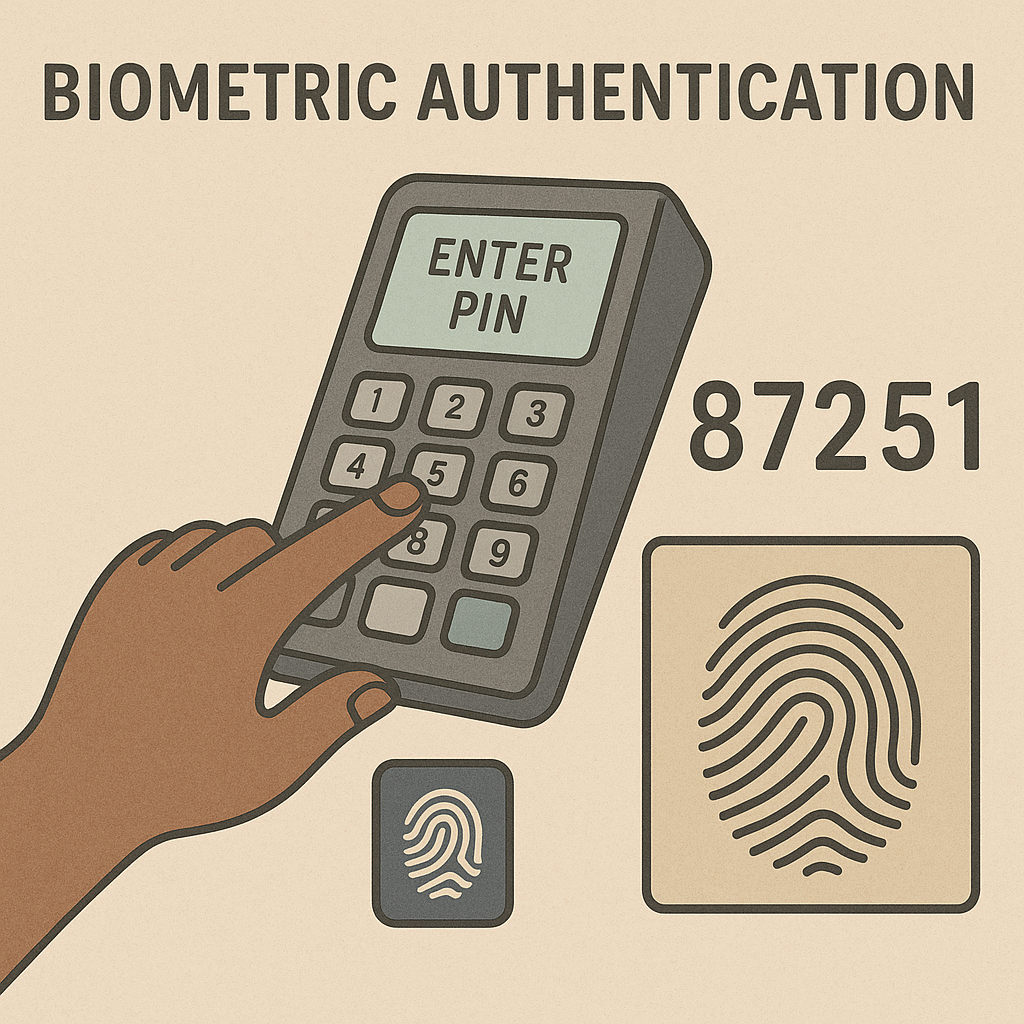 BIOMETRIC AUTHENTICATION
ENTER
PIN
1 2 3
4 5 6
8 9
87251